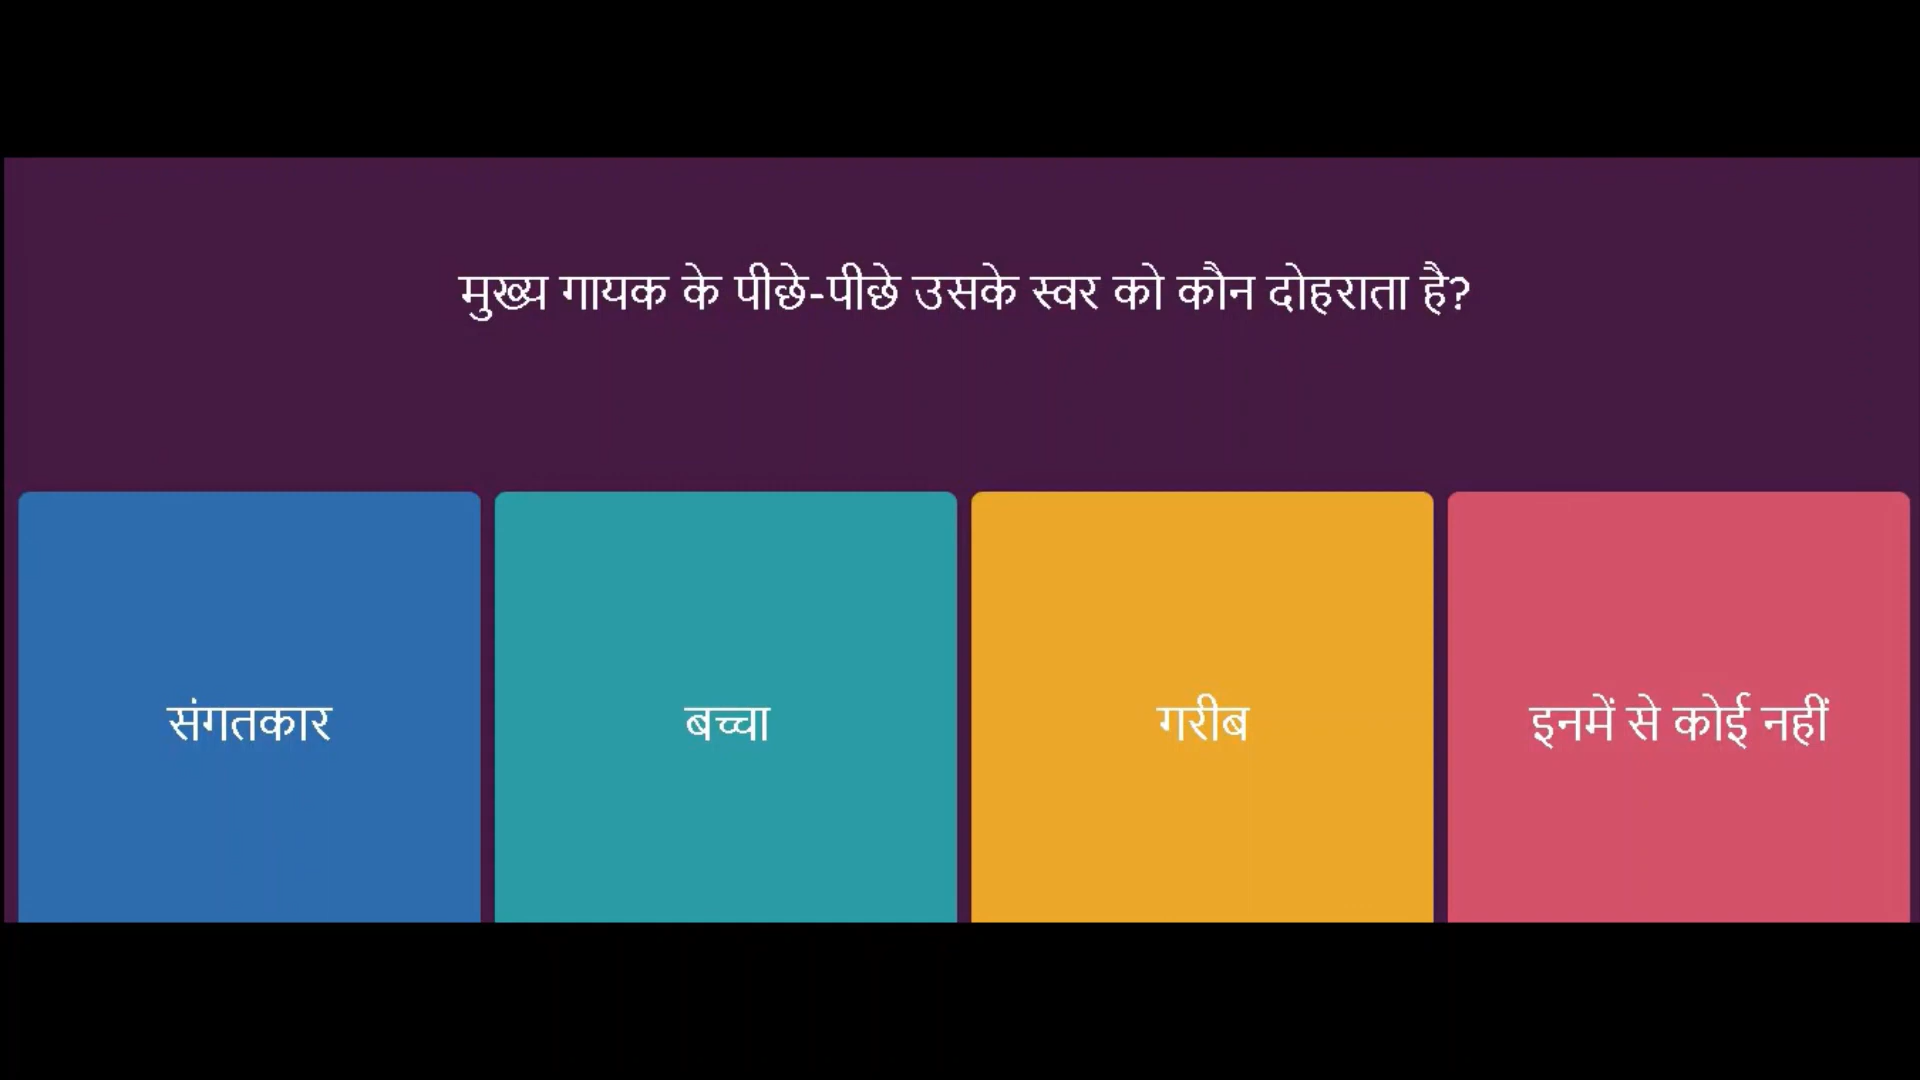 मुख्य गायक के पीछे-पीछे उसके स्वर को कौन दोहराता है?
संगतकार
बच्चा
गरीब
इनमें से कोई नहीं